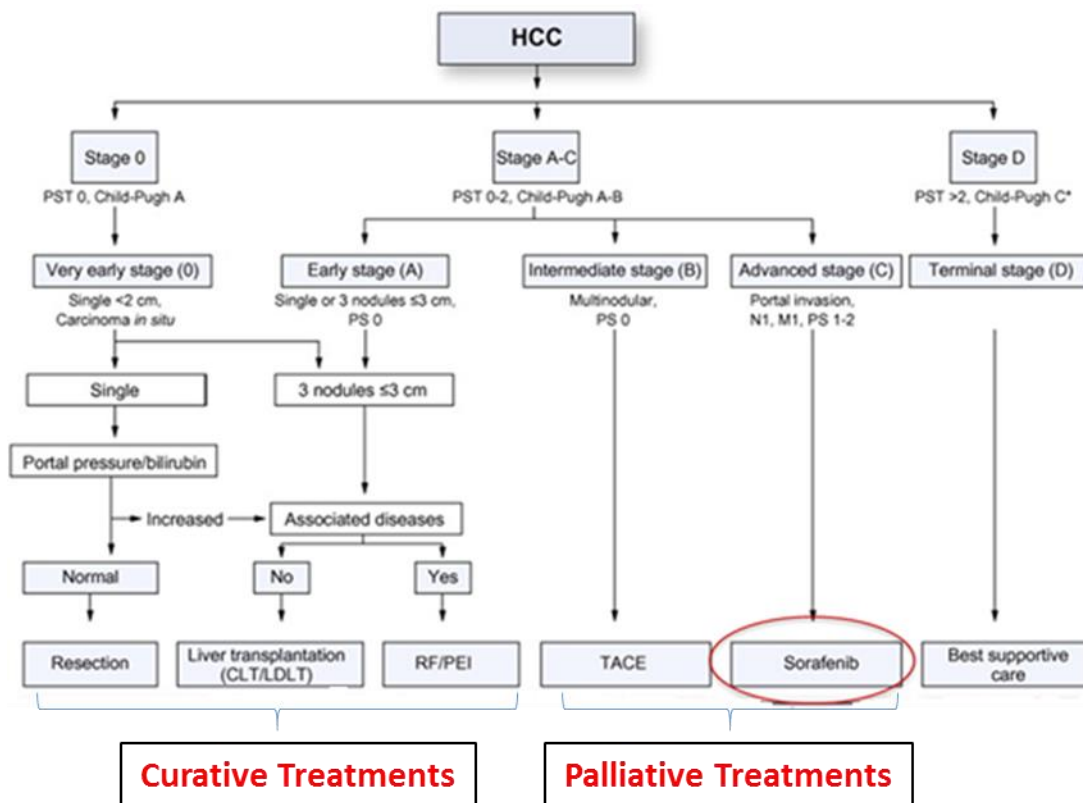 HCC
Stage 0
PST 0, Child-Pugh A
Stage A-C
PST 0-2, Child-Pugh A-B
Stage D
PST >2, Child-Pugh C*
Very early stage (0)
Single <2 cm,
Carcinoma in situ
Early stage (A)
Single or 3 nodules ≤3 cm,
PS 0
Intermediate stage (B)
Multinodular,
PS 0
Advanced stage (C)
Portal invasion,
N1, M1, PS 1-2
Terminal stage (D)
Single
3 nodules ≤3 cm
Portal pressure/bilirubin
Increased
Associated diseases
Normal
No
Yes
Resection
Liver transplantation
(CLT/LDLT)
RF/PEI
TACE
Sorafenib
Best supportive
care
Curative Treatments
Palliative Treatments